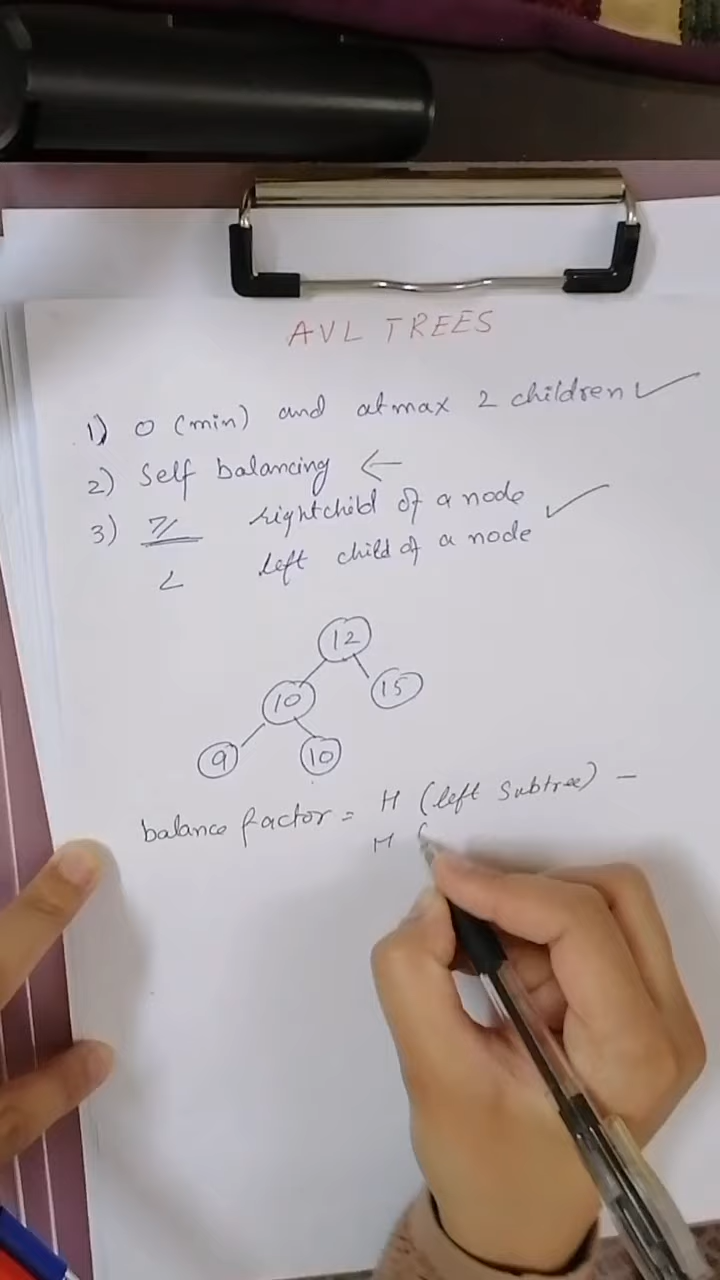 AVL TREES
1) 0 (min) and atmax 2 children ✓
2) Self balancing ←
3) ≥ rightchild of a node ✓
< left child of a node
12
10 15
9 10
balance factor = H (left subtree) -
H (